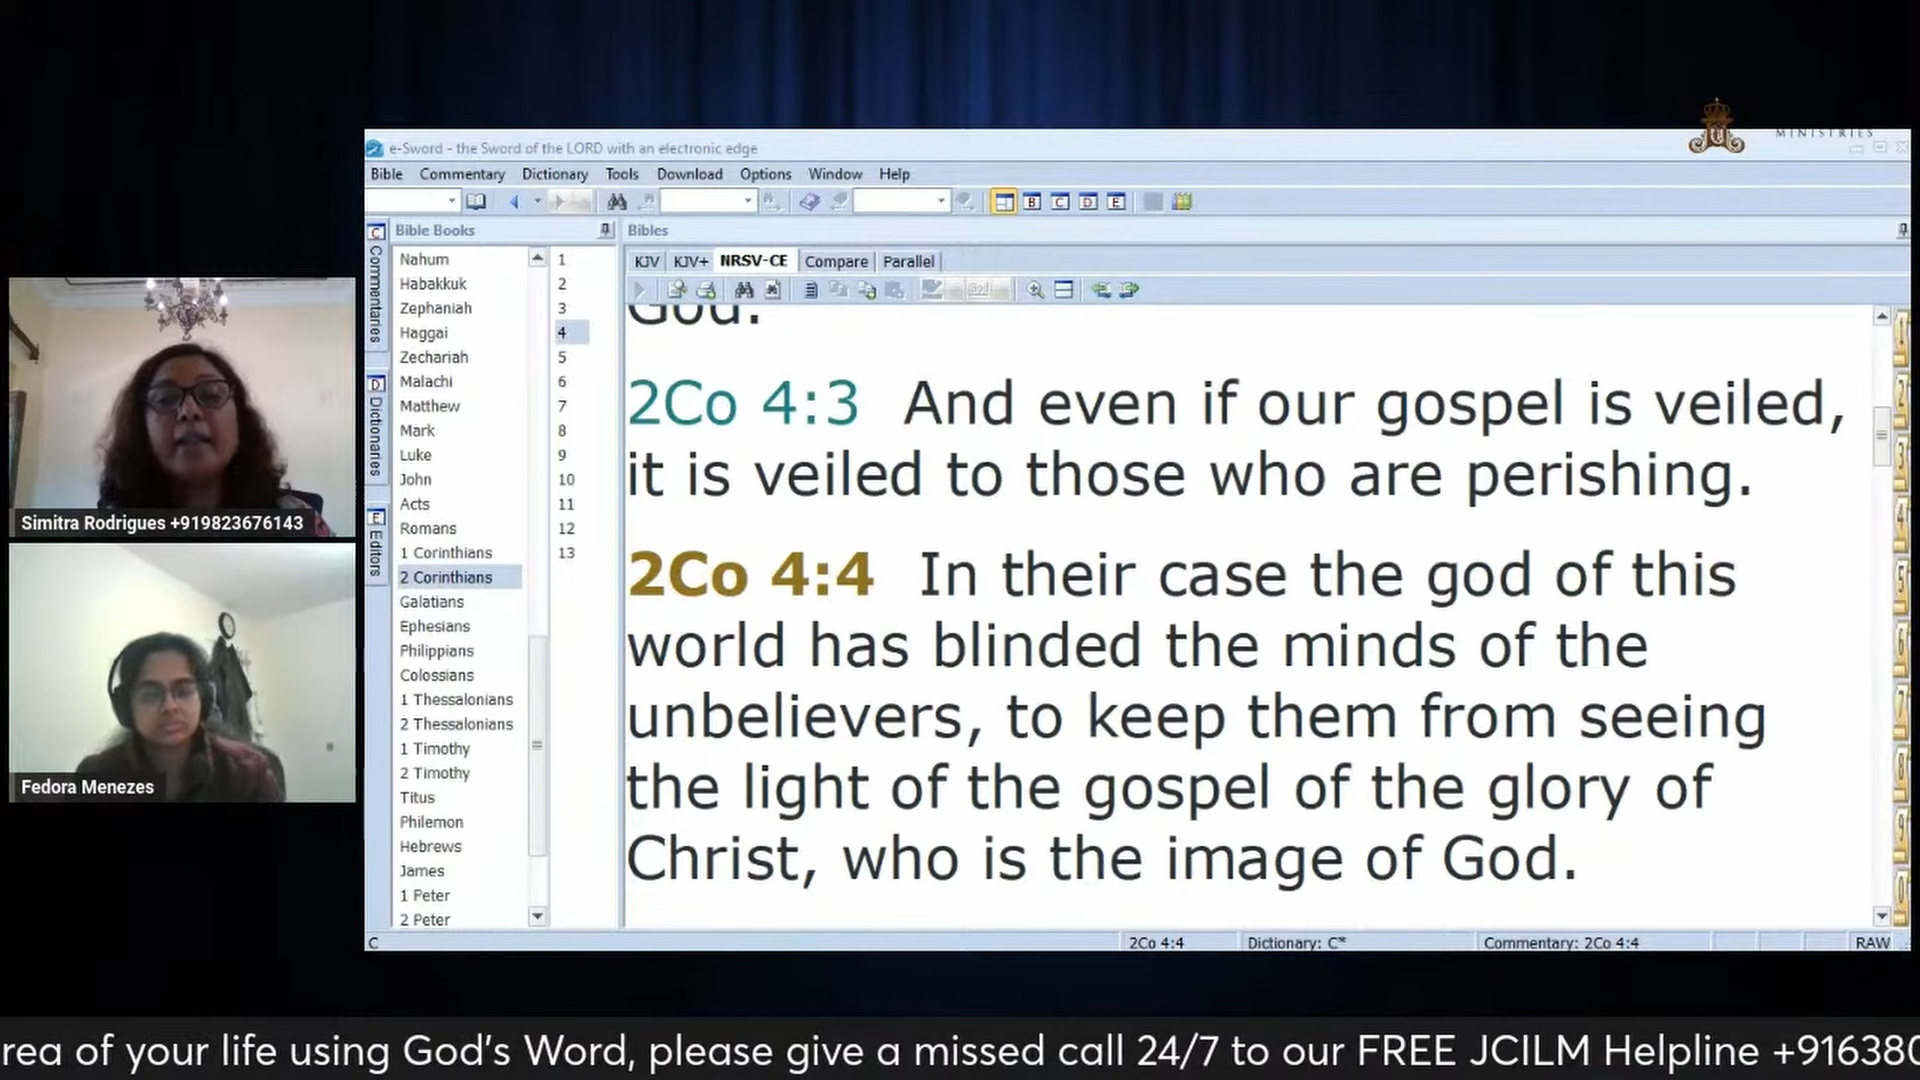 MINISTRIES
e-Sword - the Sword of the LORD with an electronic edge
Bible Commentary Dictionary Tools Download Options Window Help
B C D E
C Commentaries
D Dictionaries
E Editors
Bible Books
Nahum
Habakkuk
Zephaniah
Haggai
Zechariah
Malachi
Matthew
Mark
Luke
John
Acts
Romans
1 Corinthians
2 Corinthians
Galatians
Ephesians
Philippians
Colossians
1 Thessalonians
2 Thessalonians
1 Timothy
2 Timothy
Titus
Philemon
Hebrews
James
1 Peter
2 Peter
1
2
3
4
5
6
7
8
9
10
11
12
13
Bibles
KJV KJV+ NRSV-CE Compare Parallel
God.
2Co 4:3 And even if our gospel is veiled,
it is veiled to those who are perishing.
2Co 4:4 In their case the god of this
world has blinded the minds of the
unbelievers, to keep them from seeing
the light of the gospel of the glory of
Christ, who is the image of God.
C 2Co 4:4 Dictionary: C* Commentary: 2Co 4:4 RAW
Simitra Rodrigues +919823676143
Fedora Menezes
rea of your life using God's Word, please give a missed call 24/7 to our FREE JCILM Helpline +916380